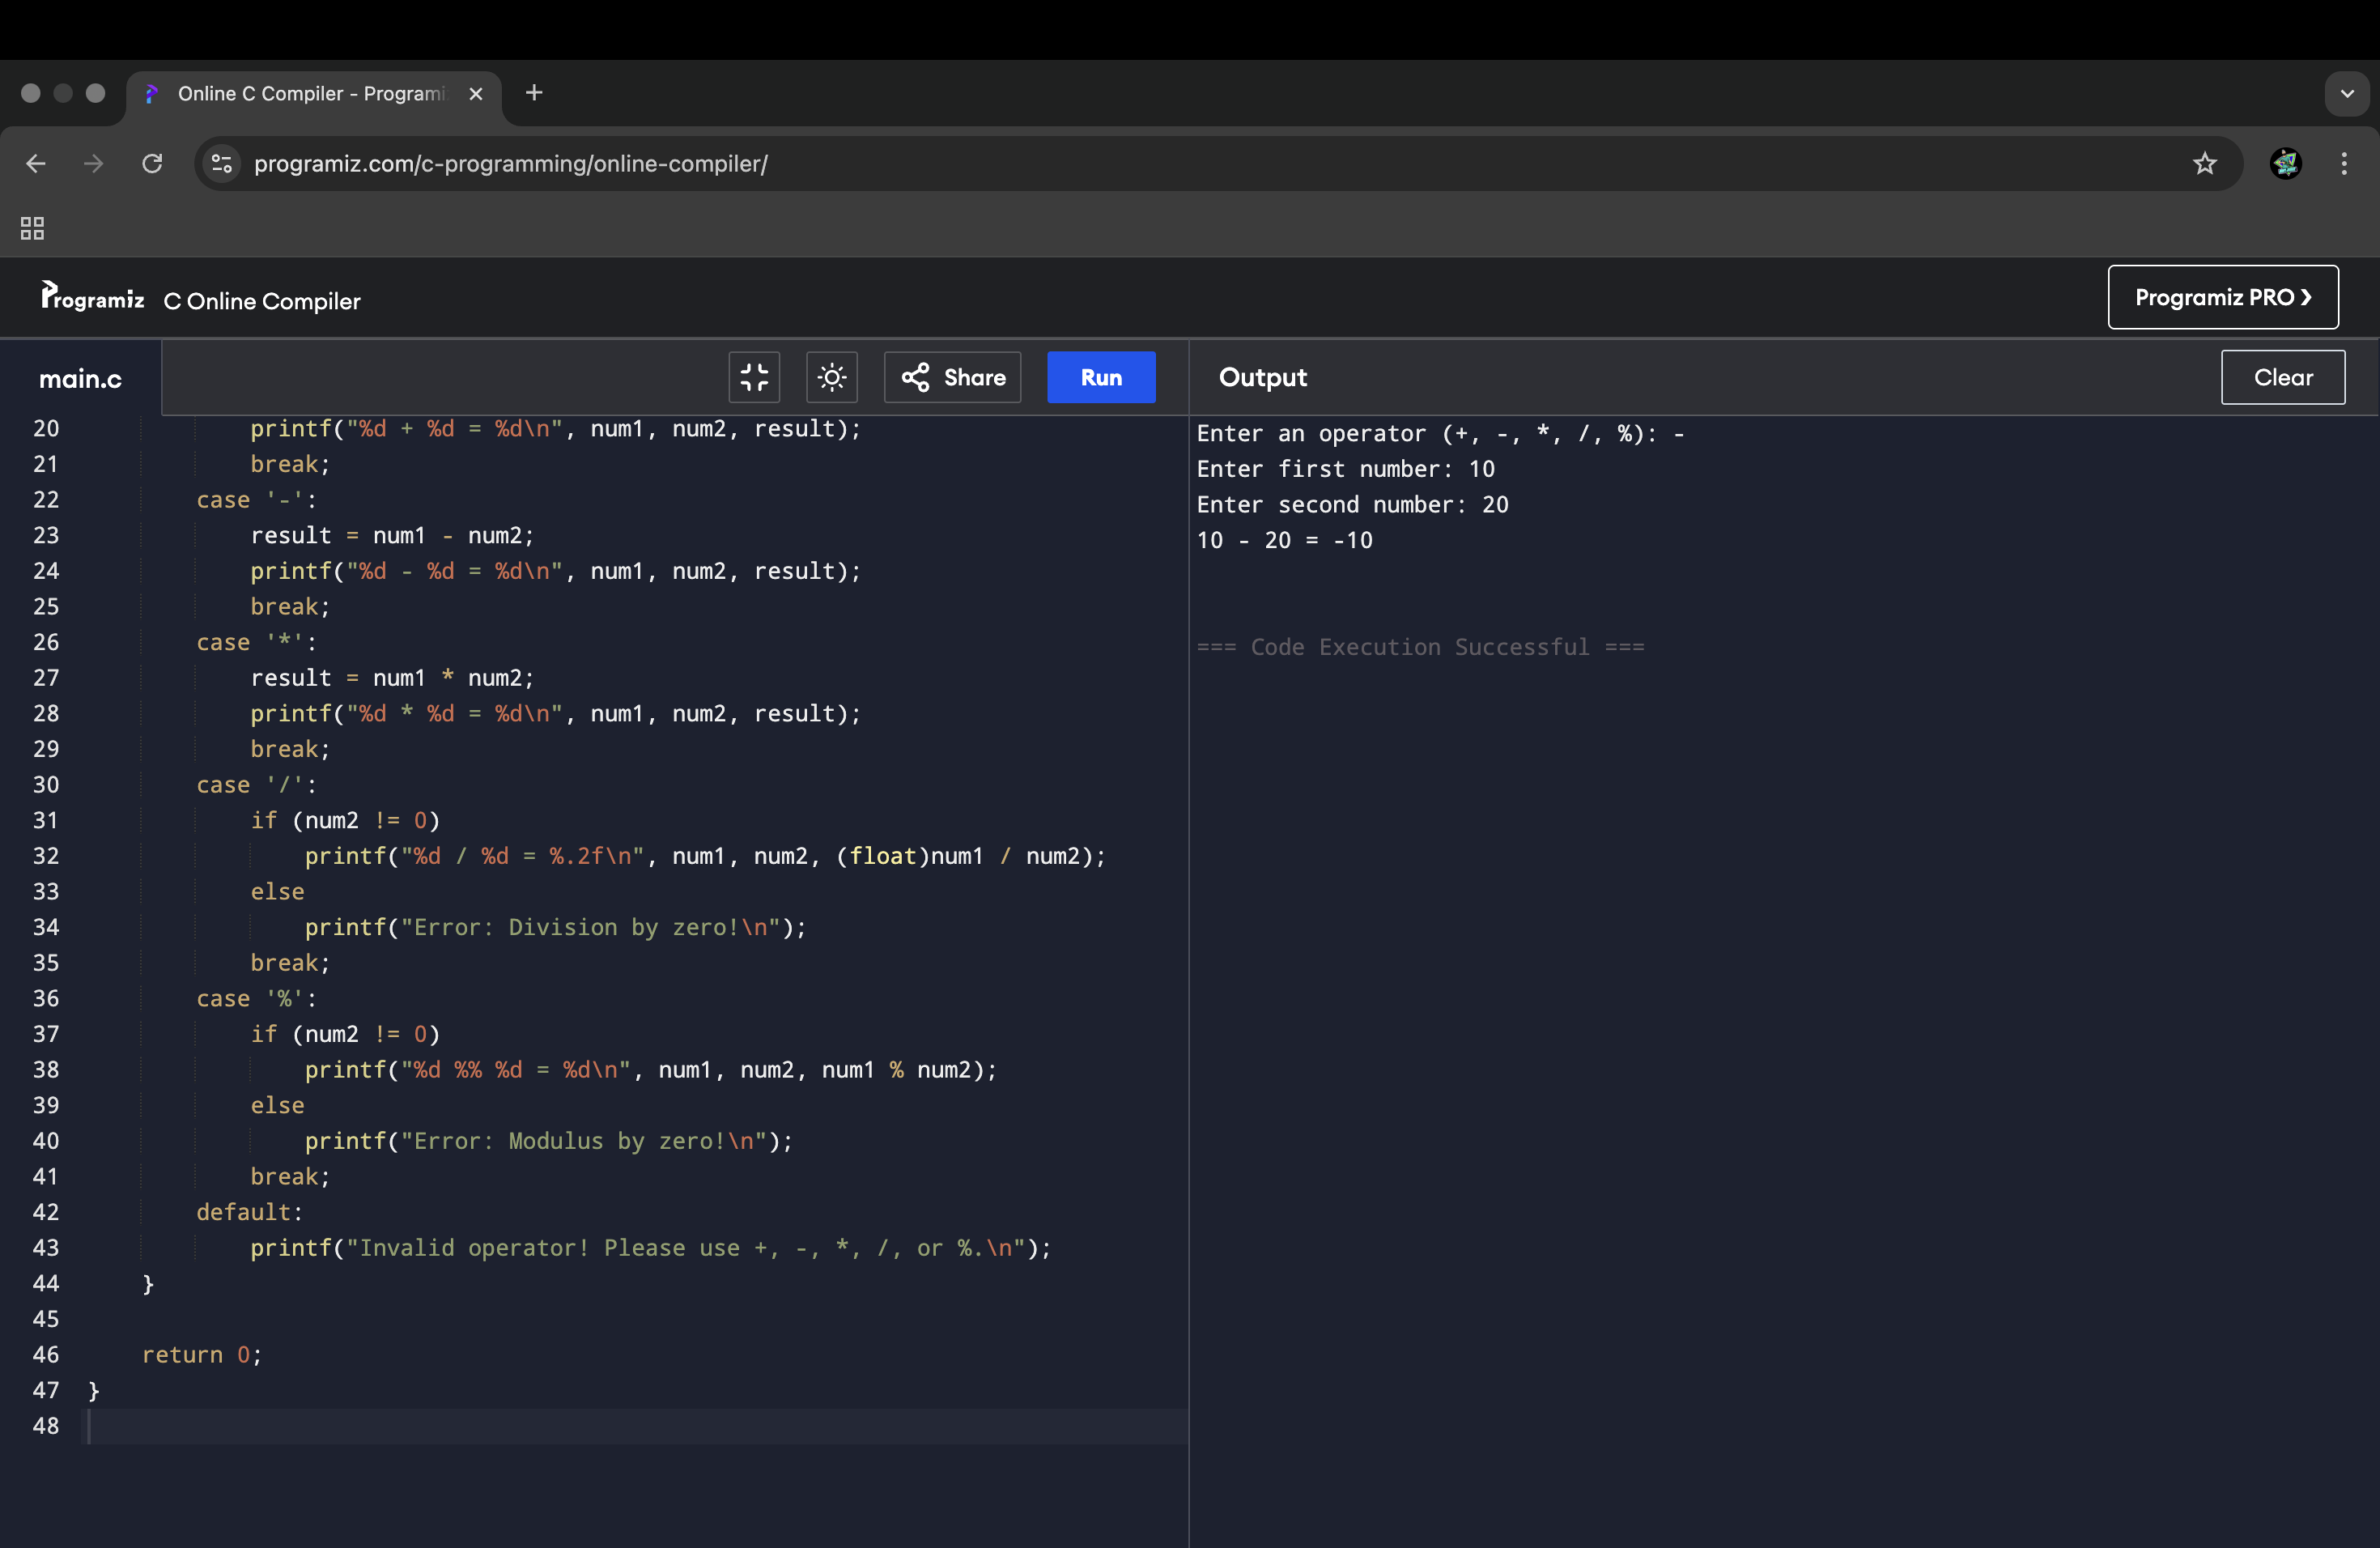 Online C Compiler - Programi
programiz.com/c-programming/online-compiler/
Programiz C Online Compiler
Programiz PRO ❯
main.c
Share
Run
Output
Clear
20 printf("%d + %d = %d\n", num1, num2, result);
21 break;
22 case '-':
23 result = num1 - num2;
24 printf("%d - %d = %d\n", num1, num2, result);
25 break;
26 case '*':
27 result = num1 * num2;
28 printf("%d * %d = %d\n", num1, num2, result);
29 break;
30 case '/':
31 if (num2 != 0)
32 printf("%d / %d = %.2f\n", num1, num2, (float)num1 / num2);
33 else
34 printf("Error: Division by zero!\n");
35 break;
36 case '%':
37 if (num2 != 0)
38 printf("%d %% %d = %d\n", num1, num2, num1 % num2);
39 else
40 printf("Error: Modulus by zero!\n");
41 break;
42 default:
43 printf("Invalid operator! Please use +, -, *, /, or %.\n");
44 }
45
46 return 0;
47 }
48
Enter an operator (+, -, *, /, %): -
Enter first number: 10
Enter second number: 20
10 - 20 = -10
=== Code Execution Successful ===